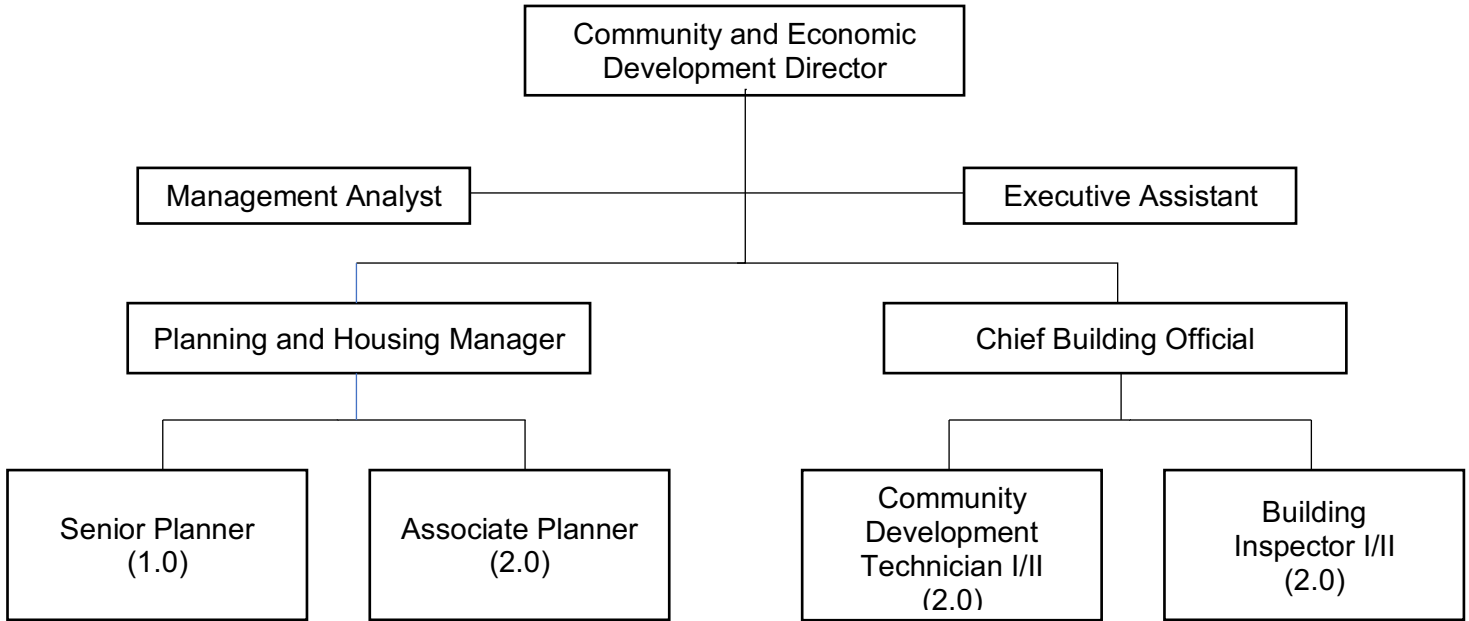 Community and Economic
Development Director
Management Analyst
Executive Assistant
Planning and Housing Manager
Chief Building Official
Senior Planner
(1.0)
Associate Planner
(2.0)
Community
Development
Technician I/II
(2.0)
Building
Inspector I/II
(2.0)